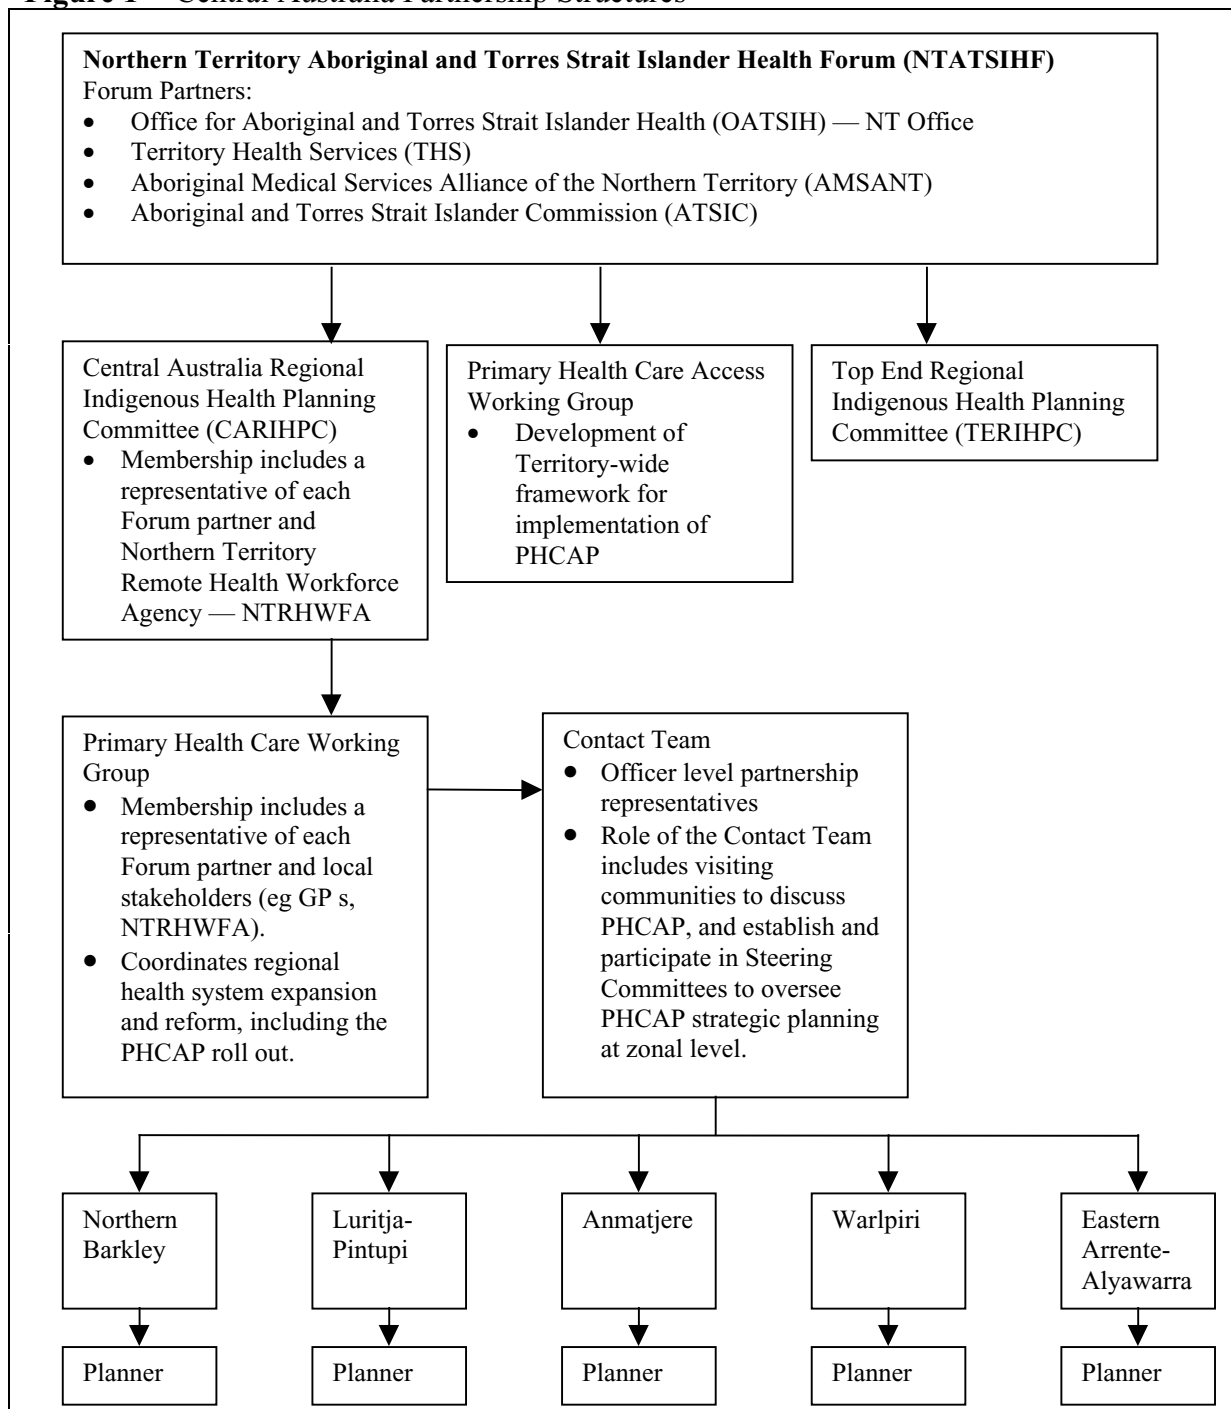 Figure 1 Central Australia Partnership Structures
Northern Territory Aboriginal and Torres Strait Islander Health Forum (NTATSIHF)
Forum Partners:
• Office for Aboriginal and Torres Strait Islander Health (OATSIH) — NT Office
• Territory Health Services (THS)
• Aboriginal Medical Services Alliance of the Northern Territory (AMSANT)
• Aboriginal and Torres Strait Islander Commission (ATSIC)
Central Australia Regional
Indigenous Health Planning
Committee (CARIHPC)
• Membership includes a
representative of each
Forum partner and
Northern Territory
Remote Health Workforce
Agency — NTRHWFA
Primary Health Care Access
Working Group
• Development of
Territory-wide
framework for
implementation of
PHCAP
Top End Regional
Indigenous Health Planning
Committee (TERIHPC)
Primary Health Care Working
Group
• Membership includes a
representative of each
Forum partner and local
stakeholders (eg GP s,
NTRHWFA).
• Coordinates regional
health system expansion
and reform, including the
PHCAP roll out.
Contact Team
• Officer level partnership
representatives
• Role of the Contact Team
includes visiting
communities to discuss
PHCAP, and establish and
participate in Steering
Committees to oversee
PHCAP strategic planning
at zonal level.
Northern
Barkley
Luritja-
Pintupi
Anmatjere
Warlpiri
Eastern
Arrente-
Alyawarra
Planner
Planner
Planner
Planner
Planner